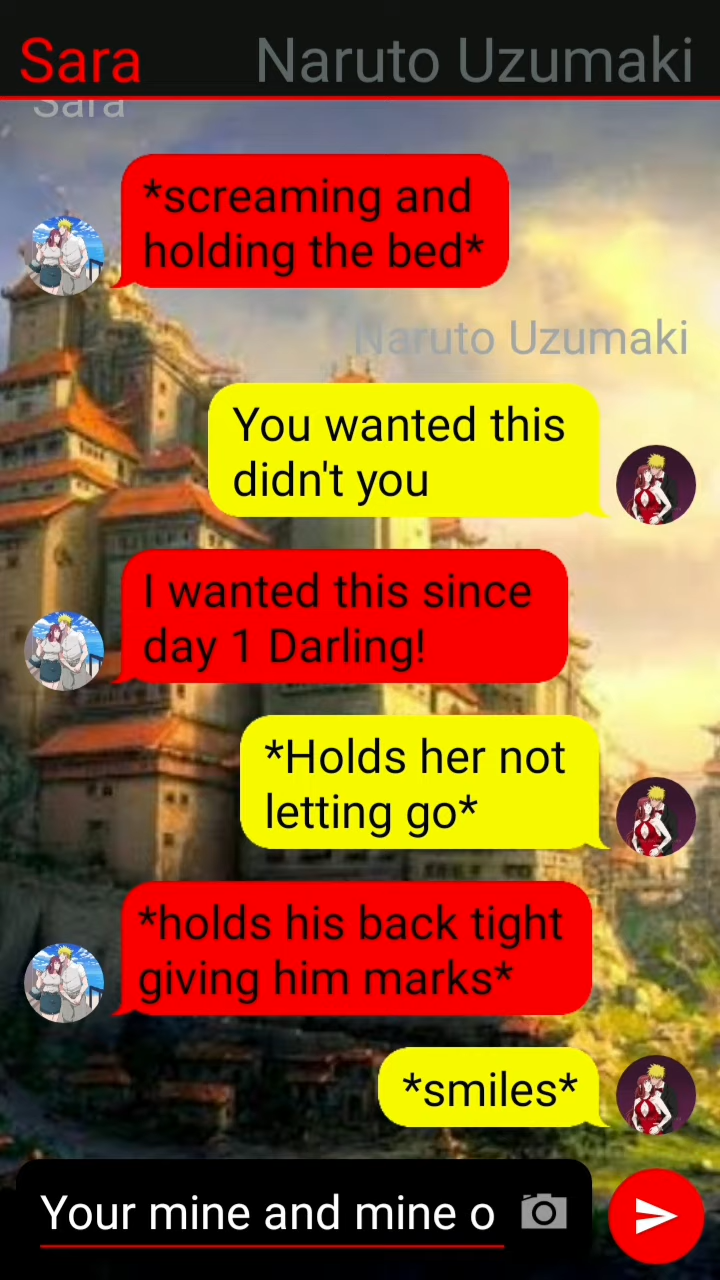 Sara Naruto Uzumaki
Sara
*screaming and
holding the bed*
Naruto Uzumaki
You wanted this
didn't you
I wanted this since
day 1 Darling!
*Holds her not
letting go*
*holds his back tight
giving him marks*
*smiles*
Your mine and mine o